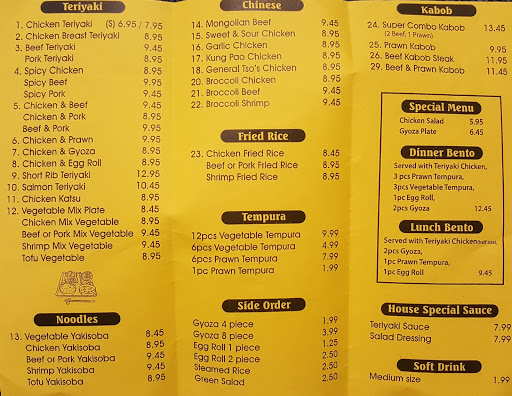 Teriyaki
1. Chicken Teriyaki (S) 6.95 / 7.95
2. Chicken Breast Teriyaki 8.95
3. Beef Teriyaki 9.45
Pork Teriyaki 8.95
4. Spicy Chicken 8.95
Spicy Beef 9.95
Spicy Pork 9.45
5. Chicken & Beef 9.45
Chicken & Pork 8.95
Beef & Pork 9.95
6. Chicken & Prawn 9.95
7. Chicken & Gyoza 8.95
8. Chicken & Egg Roll 8.95
9. Short Rib Teriyaki 12.95
10. Salmon Teriyaki 10.45
11. Chicken Katsu 8.95
12. Vegetable Mix Plate 8.45
Chicken Mix Vegetable 8.95
Beef or Pork Mix Vegetable 9.45
Shrimp Mix Vegetable 9.45
Tofu Vegetable 8.95
Noodles
13. Vegetable Yakisoba 8.45
Chicken Yakisoba 8.95
Beef or Pork Yakisoba 9.45
Shrimp Yakisoba 9.45
Tofu Yakisoba 8.95
Chinese
14. Mongolian Beef 9.45
15. Sweet & Sour Chicken 8.95
16. Garlic Chicken 8.95
17. Kung Pao Chicken 8.95
18. General Tso's Chicken 8.95
20. Broccoli Chicken 8.95
21. Broccoli Beef 9.45
22. Broccoli Shrimp 9.45
Fried Rice
23. Chicken Fried Rice 8.45
Beef or Pork Fried Rice 8.95
Shrimp Fried Rice 8.95
Tempura
12pcs Vegetable Tempura 9.99
6pcs Vegetable Tempura 4.99
6pcs Prawn Tempura 7.99
1pc Prawn Tempura 1.99
Side Order
Gyoza 4 piece 1.99
Gyoza 8 piece 3.99
Egg Roll 1 piece 1.25
Egg Roll 2 piece 2.50
Steamed Rice 2.50
Green Salad 2.50
Kabob
24. Super Combo Kabob 13.45
(2 Beef, 1 Prawn)
25. Prawn Kabob 9.95
26. Beef Kabob Steak 11.95
29. Beef & Prawn Kabob 11.45
Special Menu
Chicken Salad 5.95
Gyoza Plate 6.45
Dinner Bento
Served with Teriyaki Chicken,
3 pcs Prawn Tempura,
3pcs Vegetable Tempura,
1pc Egg Roll,
2pcs Gyoza 12.45
Lunch Bento
Served with Teriyaki Chicken
2pcs Gyoza,
1pc Prawn Tempura,
1pc Egg Roll 9.45
House Special Sauce
Teriyaki Sauce 7.99
Salad Dressing 7.99
Soft Drink
Medium size 1.99